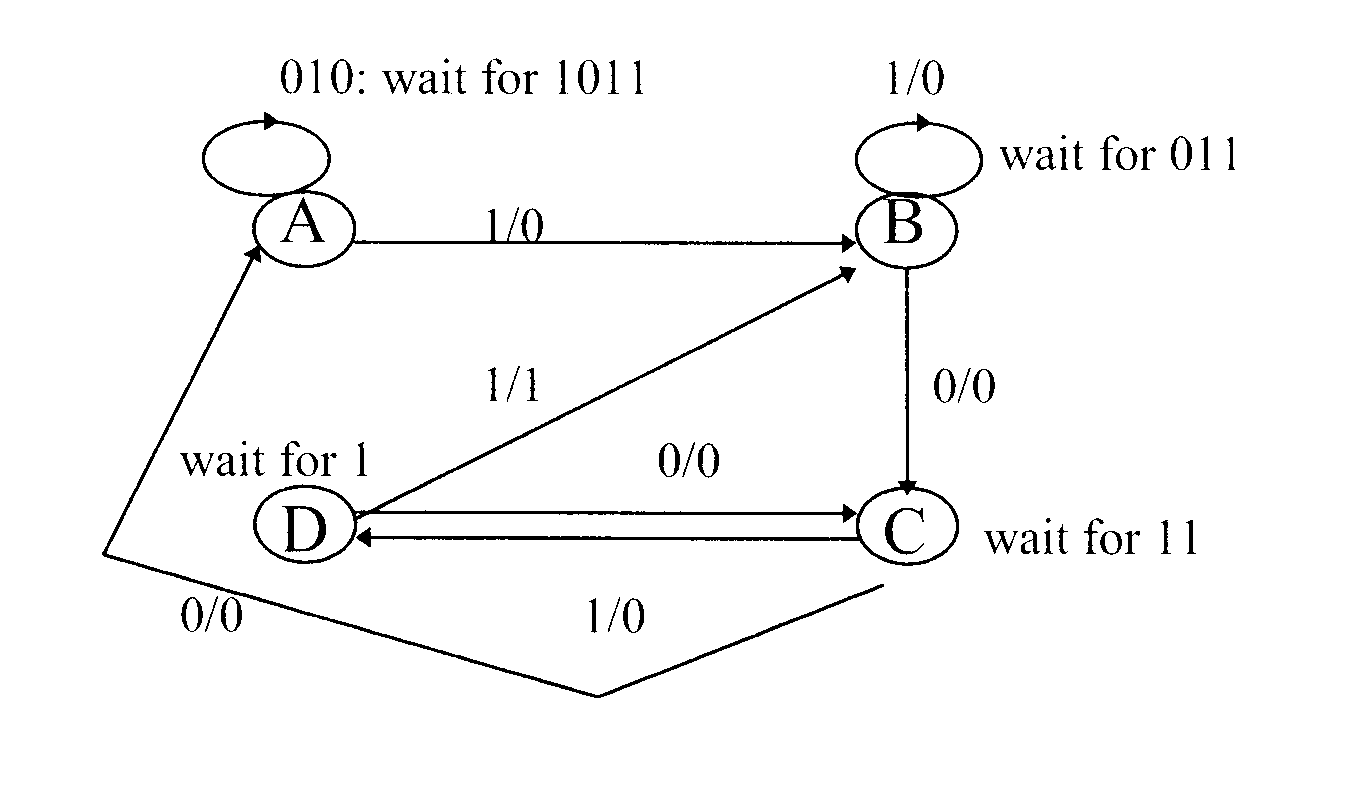 010: wait for 1011
1/0
wait for 011
A
1/0
B
1/1
0/0
wait for 1
0/0
D
C
wait for 11
0/0
1/0